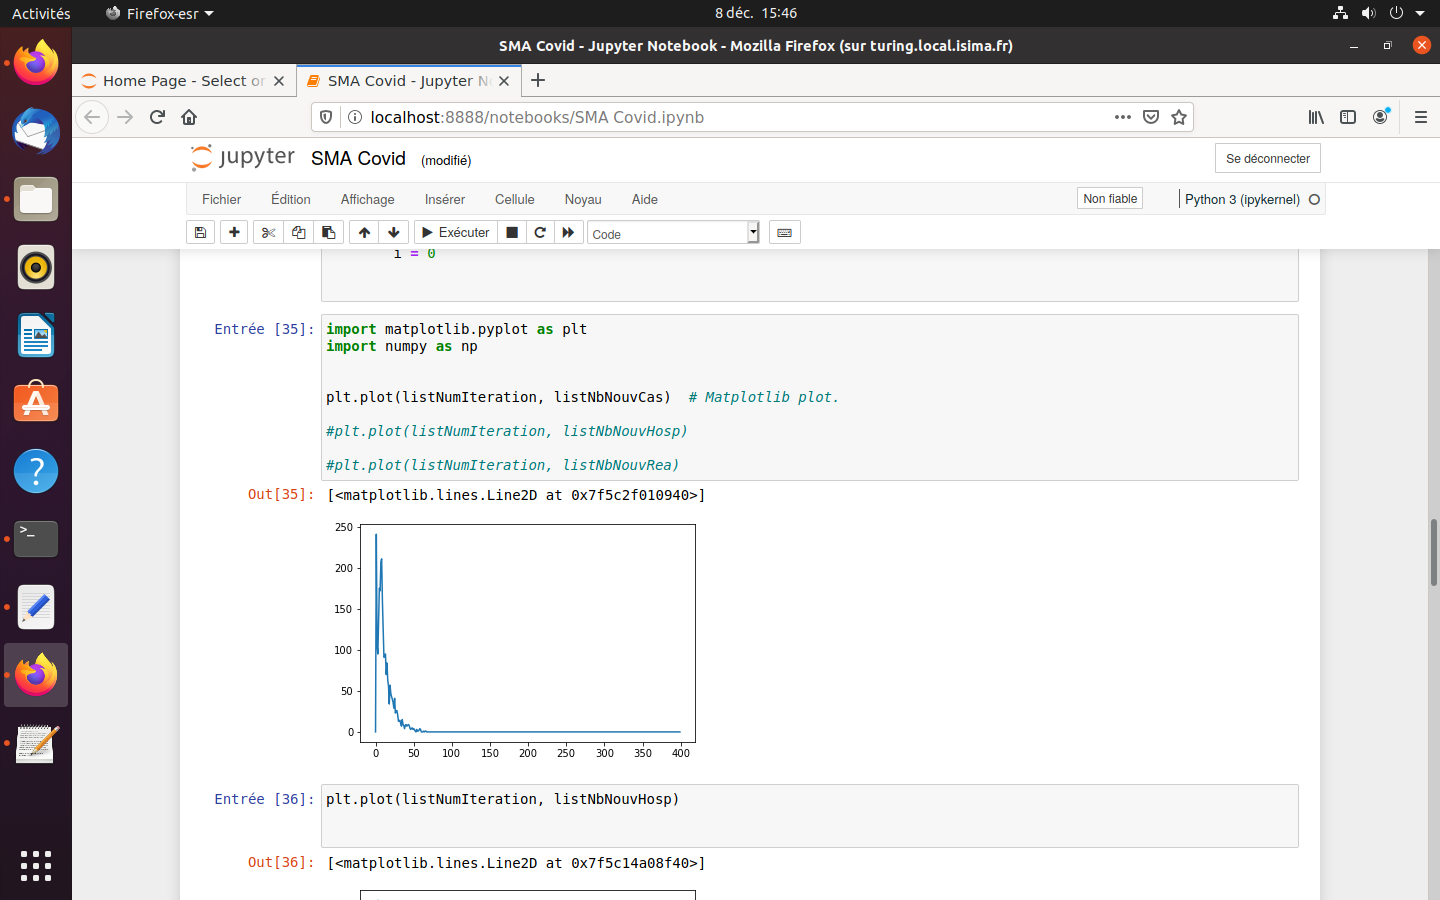 Activités
Firefox-esr
8 déc. 15:46
SMA Covid - Jupyter Notebook - Mozilla Firefox (sur turing.local.isima.fr)
Home Page - Select or
SMA Covid - Jupyter No
localhost:8888/notebooks/SMA Covid.ipynb
jupyter SMA Covid (modifié)
Se déconnecter
Fichier Édition Affichage Insérer Cellule Noyau Aide
Non fiable
Python 3 (ipykernel)
Exécuter
Code
i = 0
Entrée [35]:
import matplotlib.pyplot as plt
import numpy as np
plt.plot(listNumIteration, listNbNouvCas)  # Matplotlib plot.
#plt.plot(listNumIteration, listNbNouvHosp)
#plt.plot(listNumIteration, listNbNouvRea)
Out[35]: [<matplotlib.lines.Line2D at 0x7f5c2f010940>]
250
200
150
100
50
0
0 50 100 150 200 250 300 350 400
Entrée [36]: plt.plot(listNumIteration, listNbNouvHosp)
Out[36]: [<matplotlib.lines.Line2D at 0x7f5c14a08f40>]